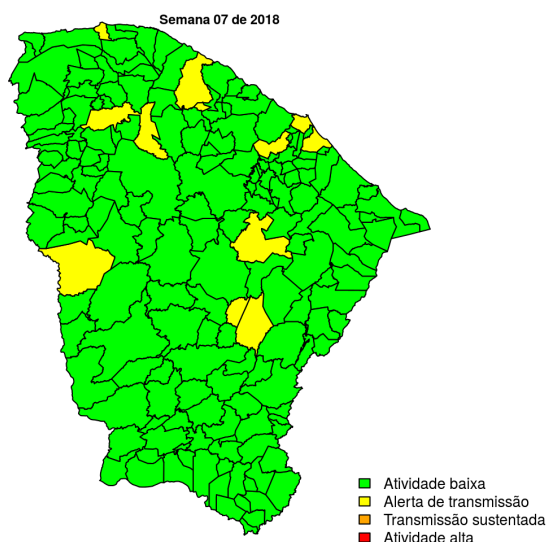 Semana 07 de 2018
Atividade baixa
Alerta de transmissão
Transmissão sustentada
Atividade alta